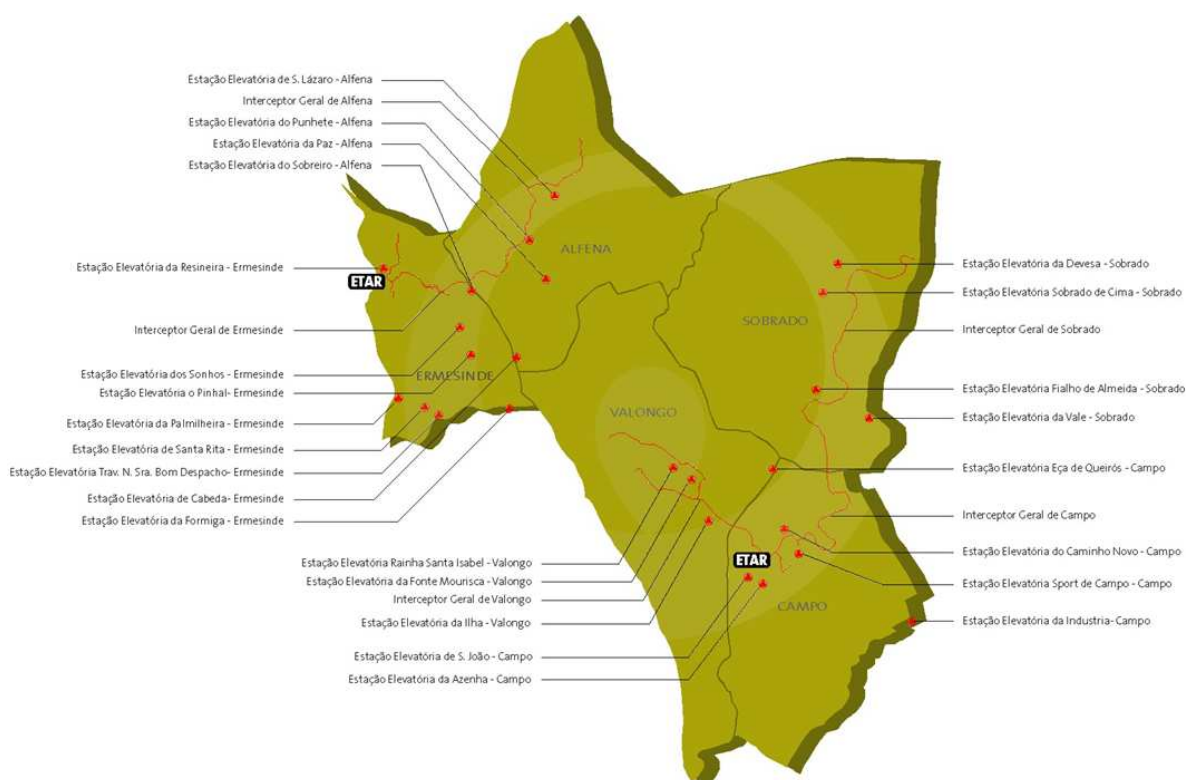 Estação Elevatória de S. Lázaro - Alfena
Interceptor Geral de Alfena
Estação Elevatória do Punhete - Alfena
Estação Elevatória da Paz - Alfena
Estação Elevatória do Sobreiro - Alfena
Estação Elevatória da Resineira - Ermesinde
ETAR
Interceptor Geral de Ermesinde
Estação Elevatória dos Sonhos - Ermesinde
Estação Elevatória o Pinhal- Ermesinde
Estação Elevatória da Palmilheira - Ermesinde
Estação Elevatória de Santa Rita - Ermesinde
Estação Elevatória Trav. N. Sra. Bom Despacho- Ermesinde
Estação Elevatória de Cabeda- Ermesinde
Estação Elevatória da Formiga - Ermesinde
Estação Elevatória Rainha Santa Isabel - Valongo
Estação Elevatória da Fonte Mourisca - Valongo
Interceptor Geral de Valongo
Estação Elevatória da Ilha - Valongo
Estação Elevatória de S. João - Campo
Estação Elevatória da Azenha - Campo
ALFENA
SOBRADO
ERMESINDE
VALONGO
ETAR
CAMPO
Estação Elevatória da Devesa - Sobrado
Estação Elevatória Sobrado de Cima - Sobrado
Interceptor Geral de Sobrado
Estação Elevatória Fialho de Almeida - Sobrado
Estação Elevatória da Vale - Sobrado
Estação Elevatória Eça de Queirós - Campo
Interceptor Geral de Campo
Estação Elevatória do Caminho Novo - Campo
Estação Elevatória Sport de Campo - Campo
Estação Elevatória da Industria- Campo